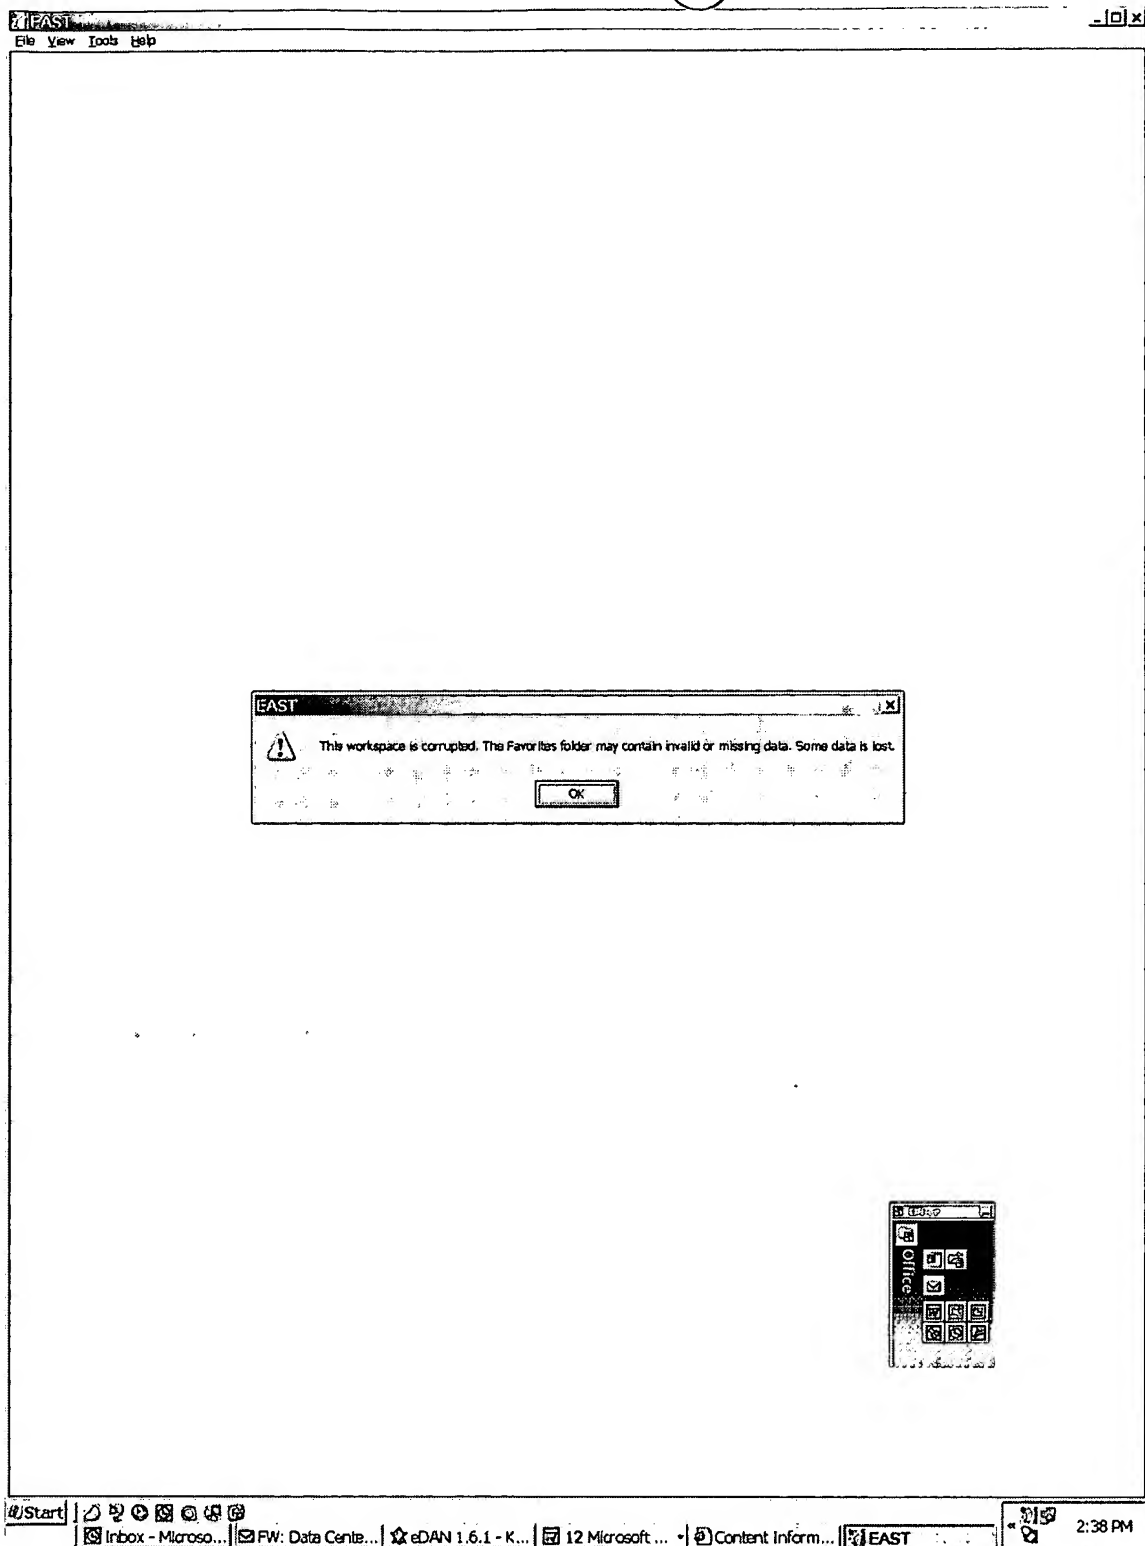 EAST
File View Tools Help
EAST
This workspace is corrupted. The Favorites folder may contain invalid or missing data. Some data is lost.
OK
Office
Start
Inbox - Microso... FW: Data Cente... eDAN 1.6.1 - K... 12 Microsoft ... Content Inform... EAST 2:38 PM